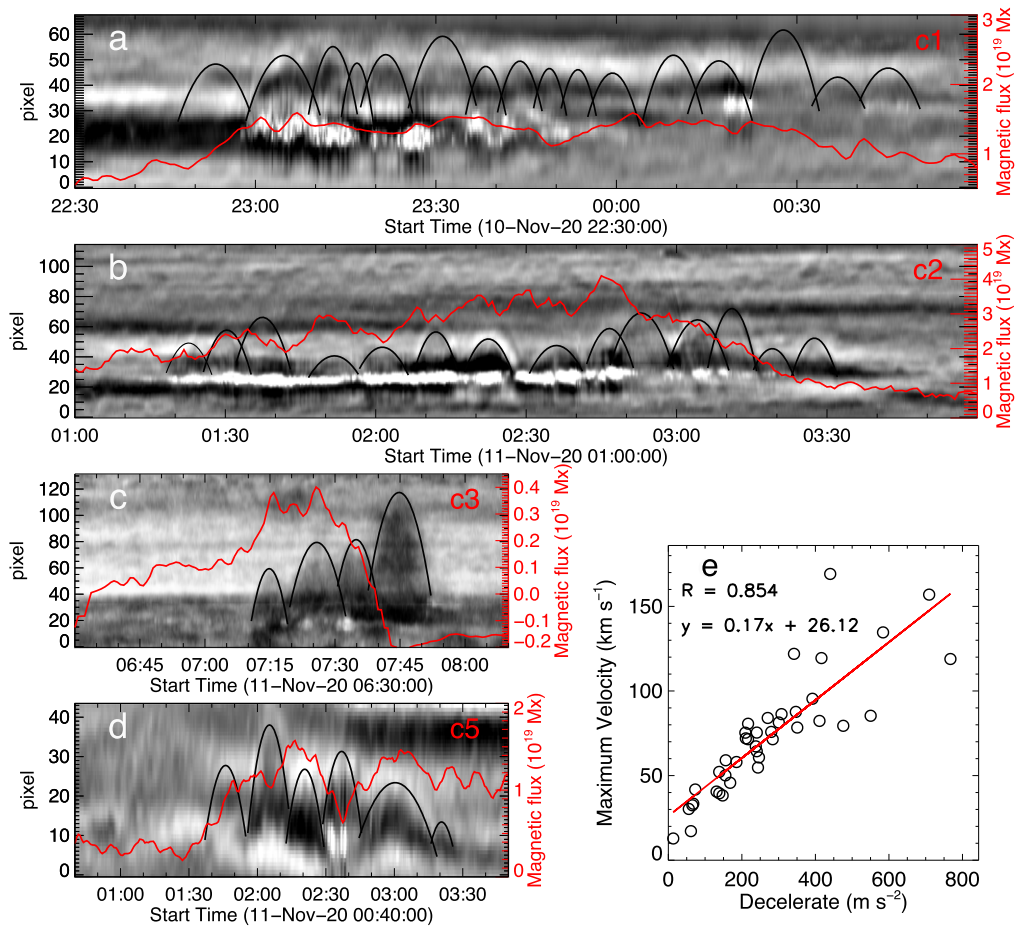 a
c1
60
50
40
30
20
10
0
pixel
3
2
1
Magnetic flux (10^19 Mx)
22:30 23:00 23:30 00:00 00:30
Start Time (10−Nov−20 22:30:00)
b
c2
100
80
60
40
20
0
pixel
5
4
3
2
1
0
Magnetic flux (10^19 Mx)
01:00 01:30 02:00 02:30 03:00 03:30
Start Time (11−Nov−20 01:00:00)
c
c3
120
100
80
60
40
20
0
pixel
0.4
0.3
0.2
0.1
0.0
−0.1
−0.2
Magnetic flux (10^19 Mx)
06:45 07:00 07:15 07:30 07:45 08:00
Start Time (11−Nov−20 06:30:00)
d
c5
40
30
20
10
0
pixel
2
1
0
Magnetic flux (10^19 Mx)
01:00 01:30 02:00 02:30 03:00 03:30
Start Time (11−Nov−20 00:40:00)
e
R = 0.854
y = 0.17x + 26.12
150
100
50
0
Maximum Velocity (km s^−1)
0 200 400 600 800
Decelerate (m s^−2)